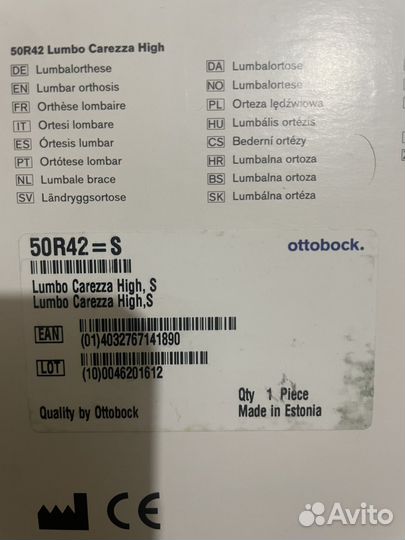 50R42 Lumbo Carezza High
DE Lumbalorthese
EN Lumbar orthosis
FR Orthèse lombaire
IT Ortesi lombare
ES Órtesis lumbar
PT Ortótese lombar
NL Lumbale brace
SV Ländryggsortose
DA Lumbalortose
NO Lumbalortese
PL Orteza lędźwiowa
HU Lumbális ortézis
CS Bederní ortézy
HR Lumbalna ortoza
BS Lumbalna ortoza
SK Lumbálna ortéza
50R42=S
ottobock.
Lumbo Carezza High, S
Lumbo Carezza High,S
EAN
(01)4032767141890
LOT
(10)0046201612
Qty 1 Piece
Quality by Ottobock
Made in Estonia
CE
Avito